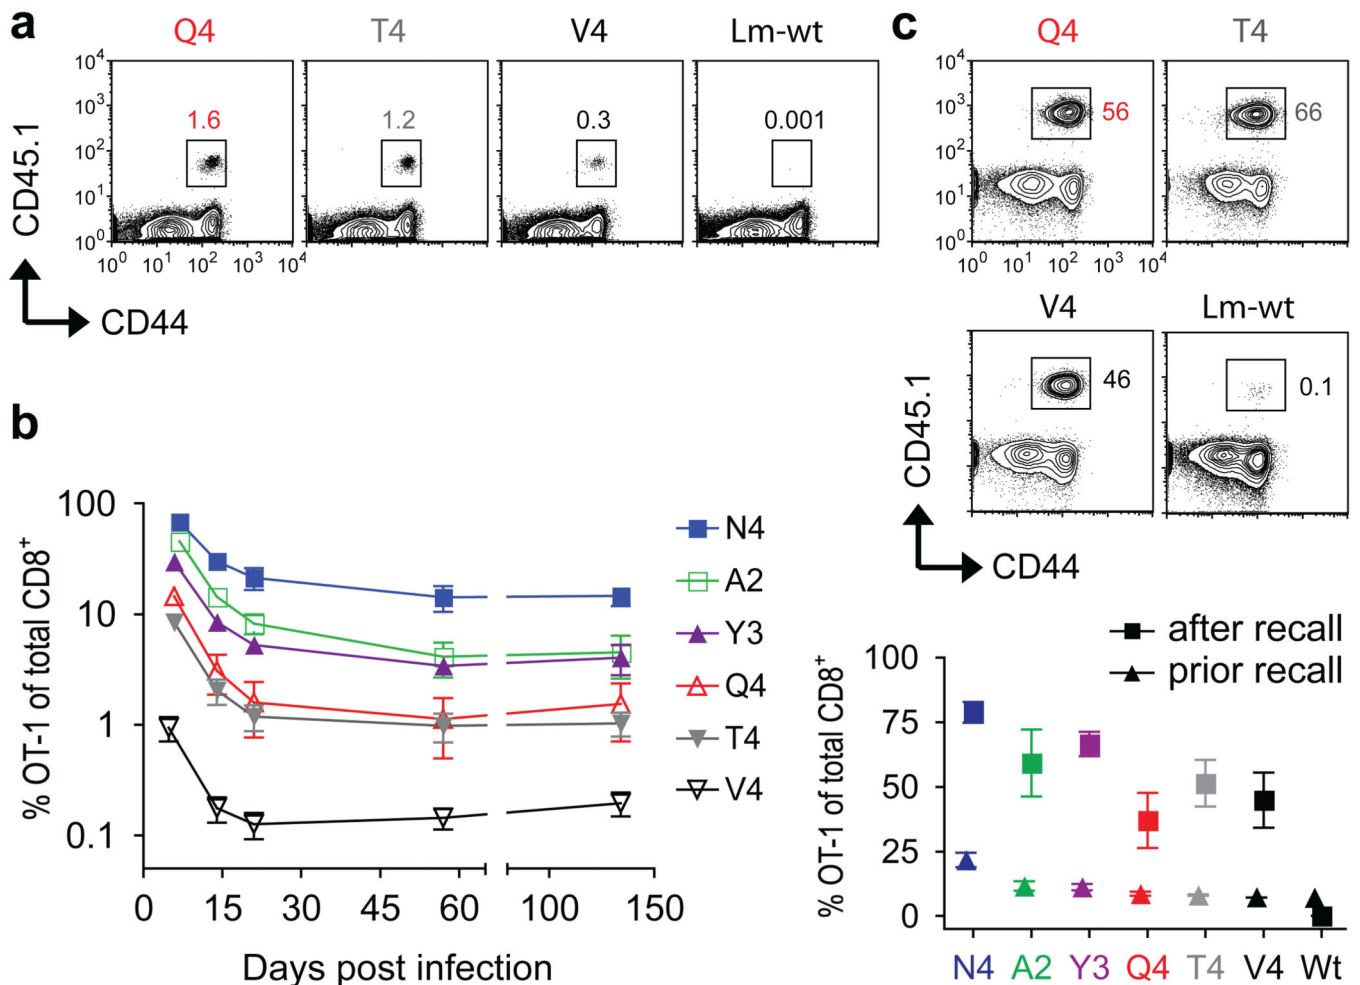 a
Q4
T4
V4
Lm-wt
10⁴
10³
10²
10¹
10⁰
1.6
1.2
0.3
0.001
10⁰ 10¹ 10² 10³ 10⁴
CD45.1
CD44
c
Q4
T4
10⁴
10³
10²
10¹
10⁰
56
66
10⁰ 10¹ 10² 10³ 10⁴
V4
Lm-wt
46
0.1
CD45.1
CD44
b
100
10
1
0.1
% OT-1 of total CD8⁺
0 15 30 45 60 100 150
Days post infection
N4
A2
Y3
Q4
T4
V4
after recall
prior recall
100
75
50
25
0
% OT-1 of total CD8⁺
N4 A2 Y3 Q4 T4 V4 Wt